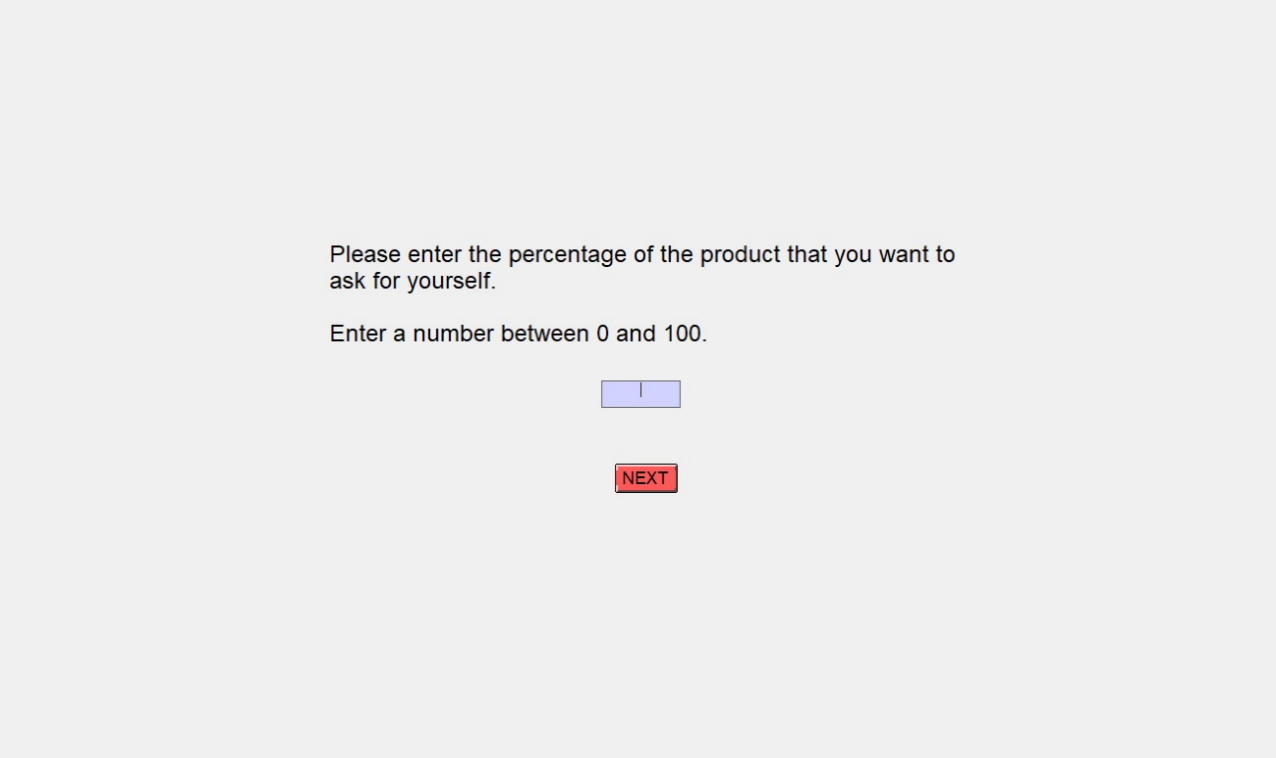 Please enter the percentage of the product that you want to
ask for yourself.
Enter a number between 0 and 100.
NEXT